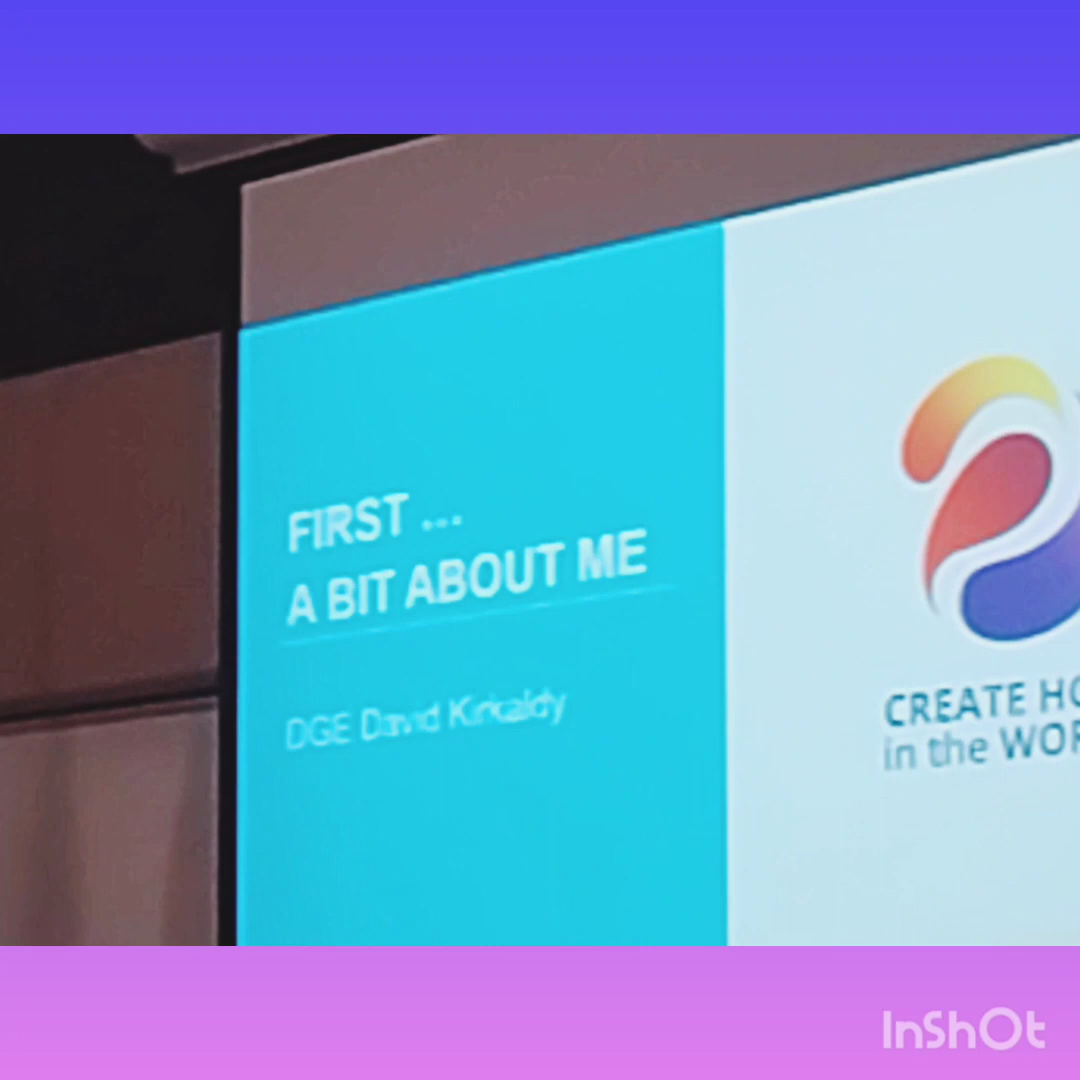 FIRST ...
A BIT ABOUT ME
DGE David Kirkaldy
CREATE HO
in the WOR
InShOt